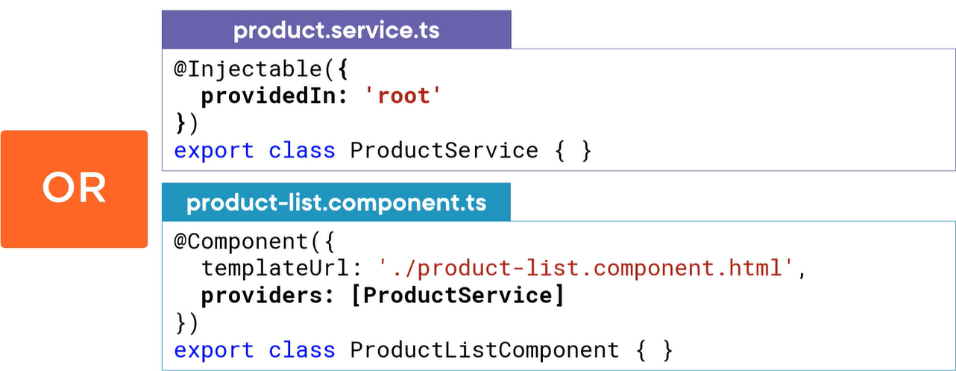 product.service.ts
@Injectable({
  providedIn: 'root'
})
export class ProductService { }
OR
product-list.component.ts
@Component({
  templateUrl: './product-list.component.html',
  providers: [ProductService]
})
export class ProductListComponent { }